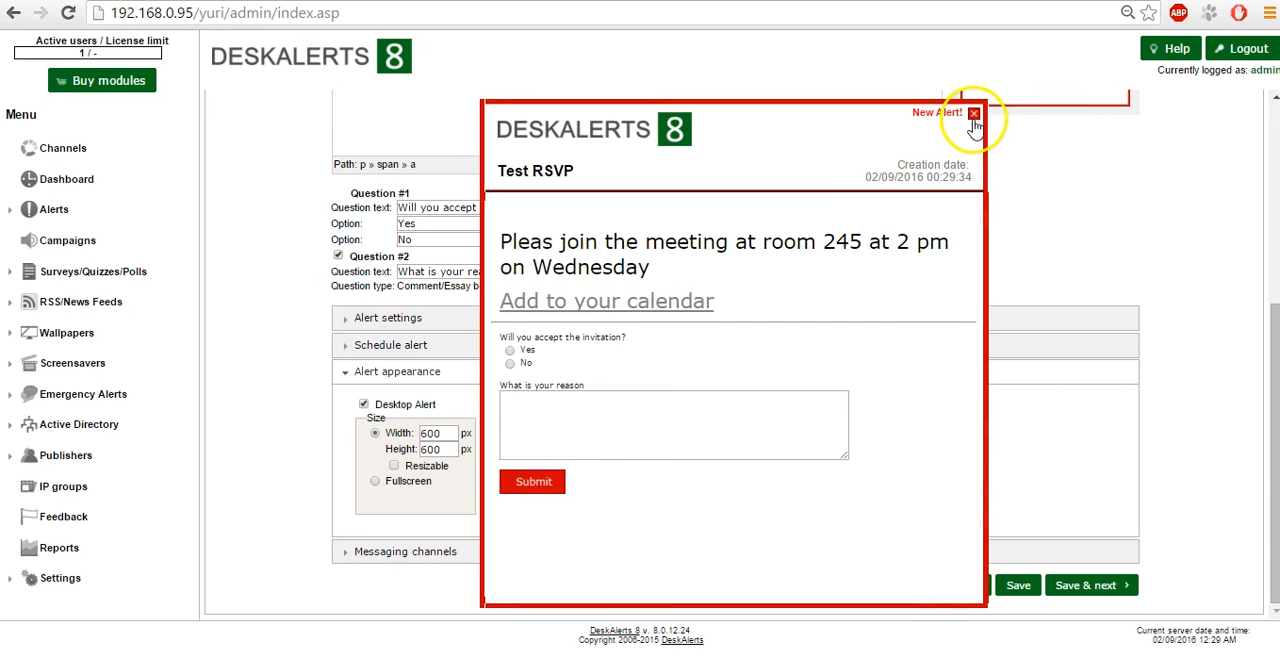 192.168.0.95/yuri/admin/index.asp
ABP
Active users / License limit
1 / -
Buy modules
DESKALERTS 8
Help
Logout
Currently logged as: admin
Menu
Channels
Dashboard
Alerts
Campaigns
Surveys/Quizzes/Polls
RSS/News Feeds
Wallpapers
Screensavers
Emergency Alerts
Active Directory
Publishers
IP groups
Feedback
Reports
Settings
Path: p » span » a
Question #1
Question text: Will you accept
Option: Yes
Option: No
Question #2
Question text: What is your rea
Question type: Comment/Essay b
Alert settings
Schedule alert
Alert appearance
Desktop Alert
Size
Width: 600 px
Height: 600 px
Resizable
Fullscreen
Messaging channels
New Alert!
DESKALERTS 8
Test RSVP
Creation date:
02/09/2016 00:29:34
Pleas join the meeting at room 245 at 2 pm
on Wednesday
Add to your calendar
Will you accept the invitation?
Yes
No
What is your reason
Submit
Save
Save & next
DeskAlerts 8 v. 8.0.12.24
Copyright 2006-2015 DeskAlerts
Current server date and time:
02/09/2016 12:29 AM